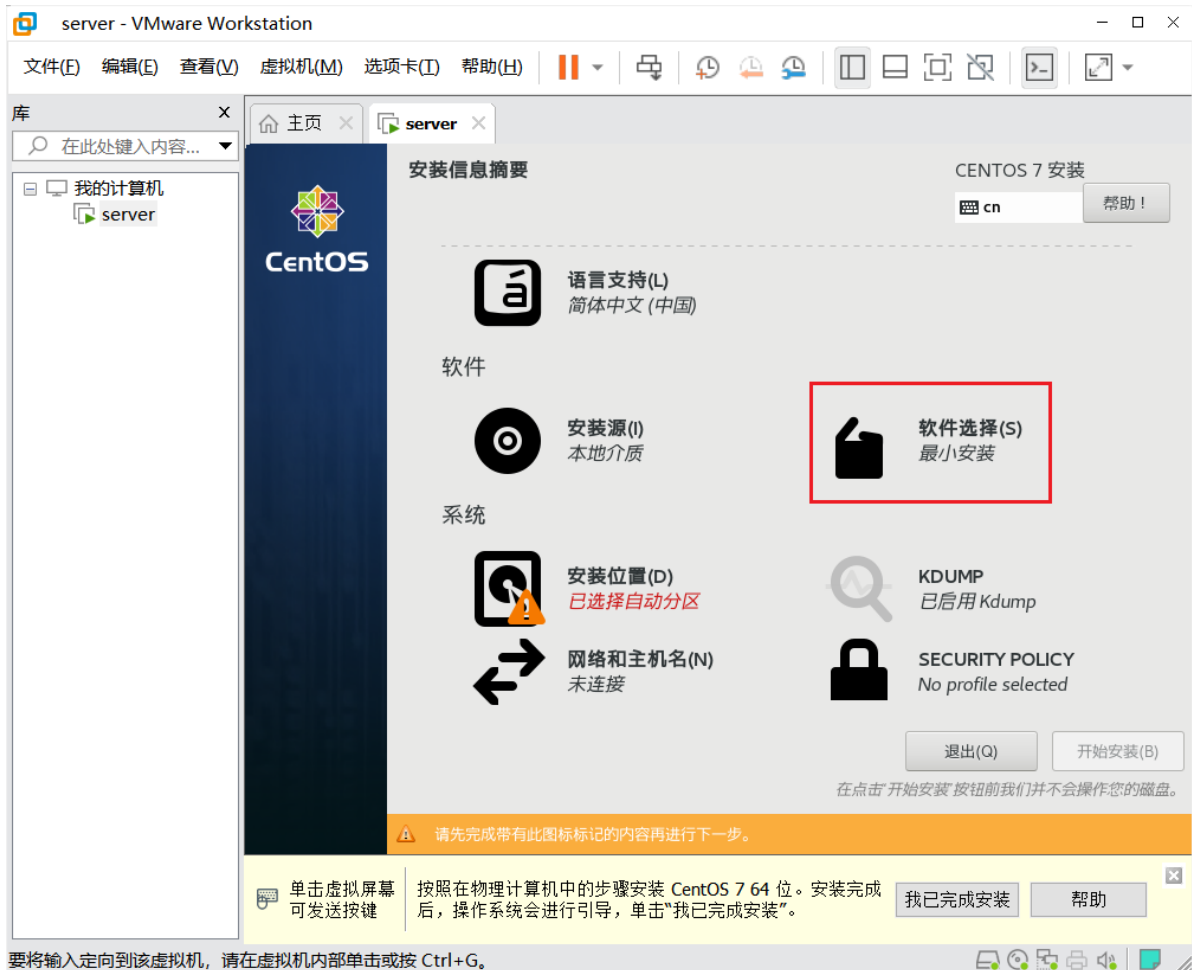 server - VMware Workstation
文件(F) 编辑(E) 查看(V) 虚拟机(M) 选项卡(T) 帮助(H)
库
在此处键入内容...
我的计算机
server
主页
server
CentOS
安装信息摘要
CENTOS 7 安装
cn
帮助！
语言支持(L)
简体中文 (中国)
软件
安装源(I)
本地介质
软件选择(S)
最小安装
系统
安装位置(D)
已选择自动分区
KDUMP
已启用 Kdump
网络和主机名(N)
未连接
SECURITY POLICY
No profile selected
退出(Q)
开始安装(B)
在点击'开始安装'按钮前我们并不会操作您的磁盘。
请先完成带有此图标标记的内容再进行下一步。
单击虚拟屏幕
可发送按键
按照在物理计算机中的步骤安装 CentOS 7 64 位。安装完成
后，操作系统会进行引导，单击“我已完成安装”。
我已完成安装
帮助
要将输入定向到该虚拟机，请在虚拟机内部单击或按 Ctrl+G。